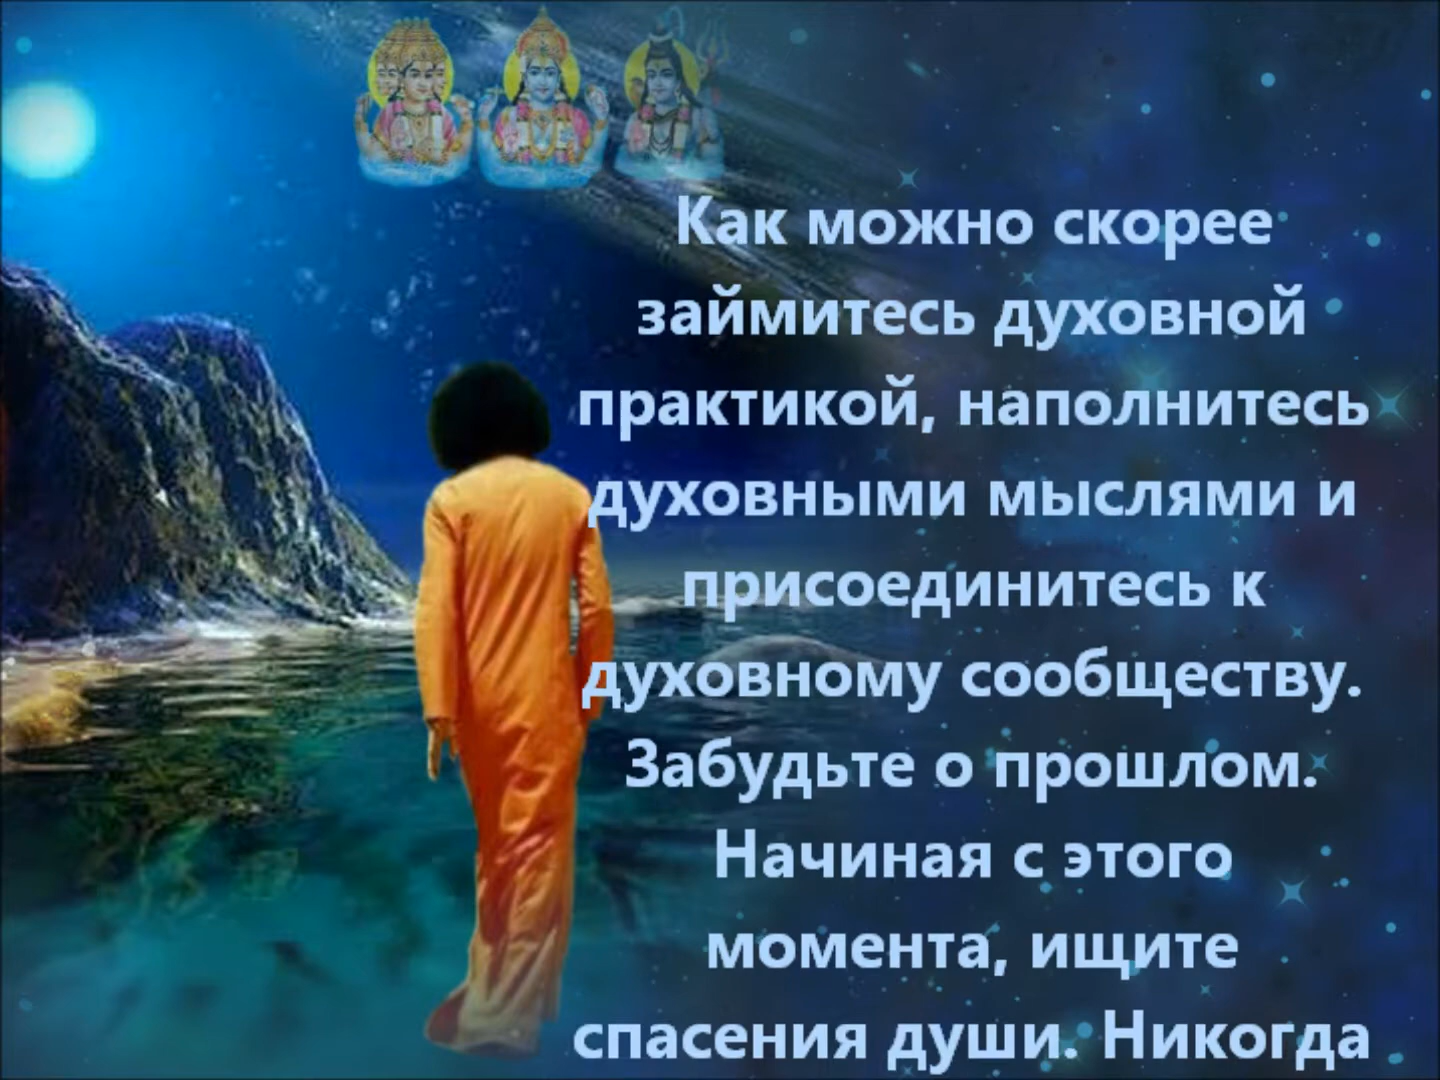 Как можно скорее
займитесь духовной
практикой, наполнитесь
духовными мыслями и
присоединитесь к
духовному сообществу.
Забудьте о прошлом.
Начиная с этого
момента, ищите
спасения души. Никогда